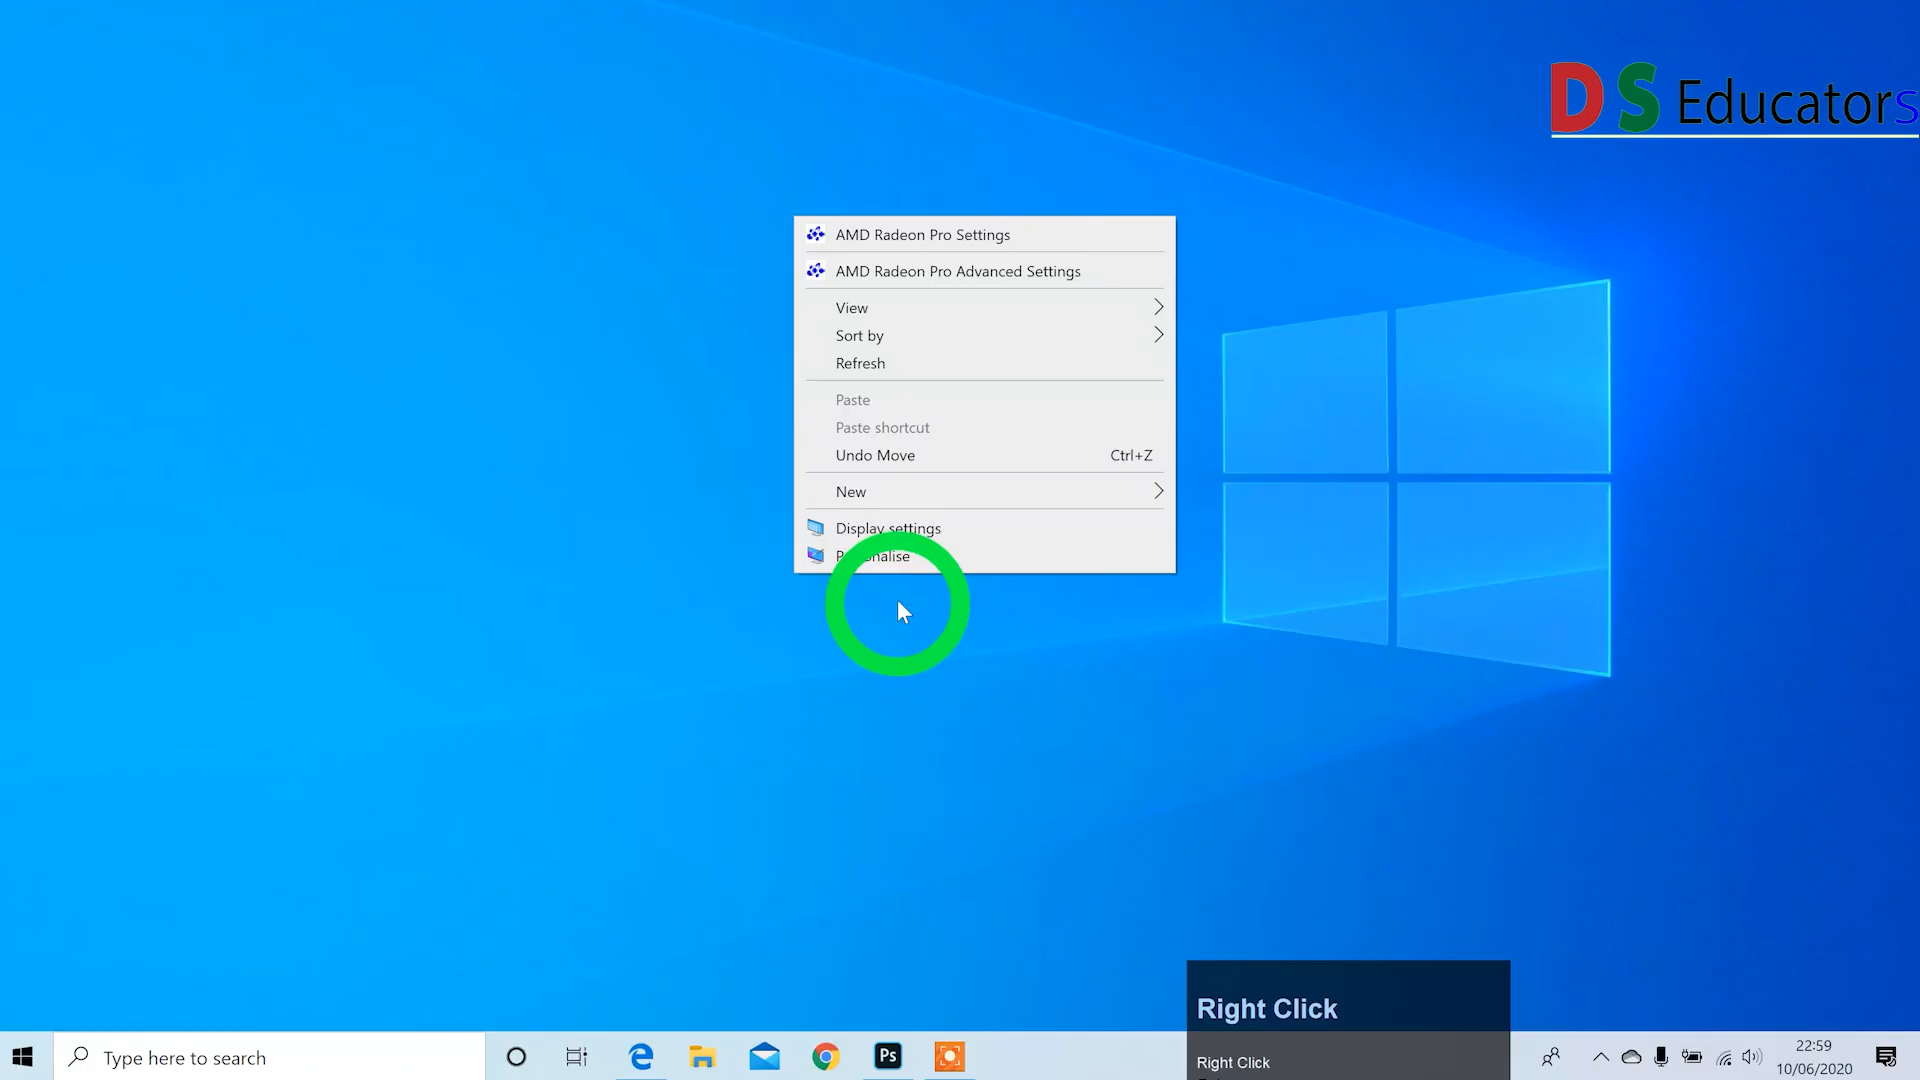 DS Educators
AMD Radeon Pro Settings
AMD Radeon Pro Advanced Settings
View
Sort by
Refresh
Paste
Paste shortcut
Undo Move Ctrl+Z
New
Display settings
Right Click
Right Click
Type here to search
Ps
22:59
10/06/2020